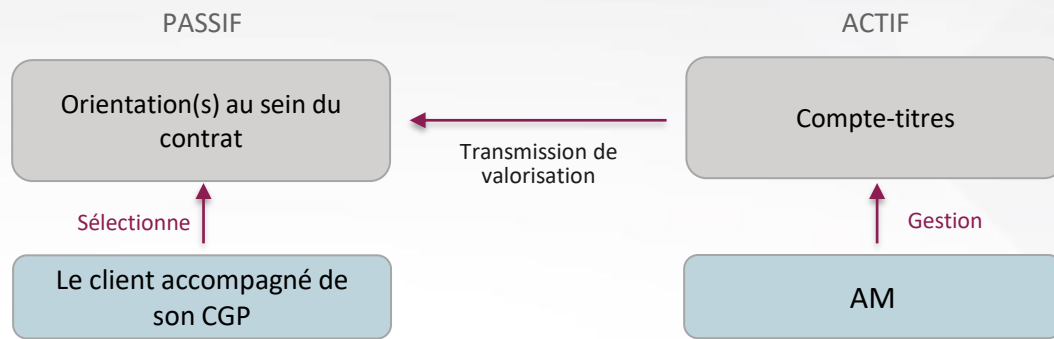 PASSIF
ACTIF
Orientation(s) au sein du
contrat
Compte-titres
Transmission de
valorisation
Sélectionne
Gestion
Le client accompagné de
son CGP
AM